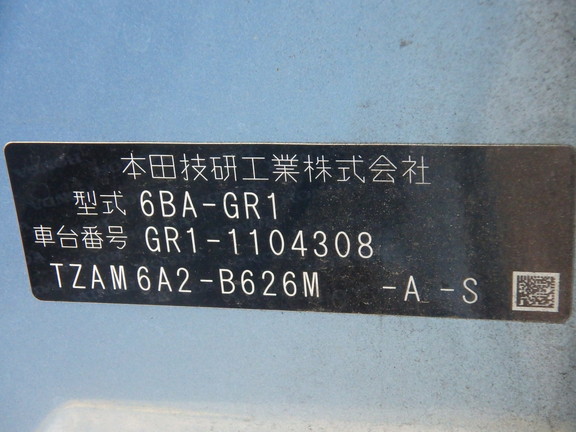 本田技研工業株式会社
型式 6BA-GR1
車台番号 GR1-1104308
TZAM6A2-B626M -A -S